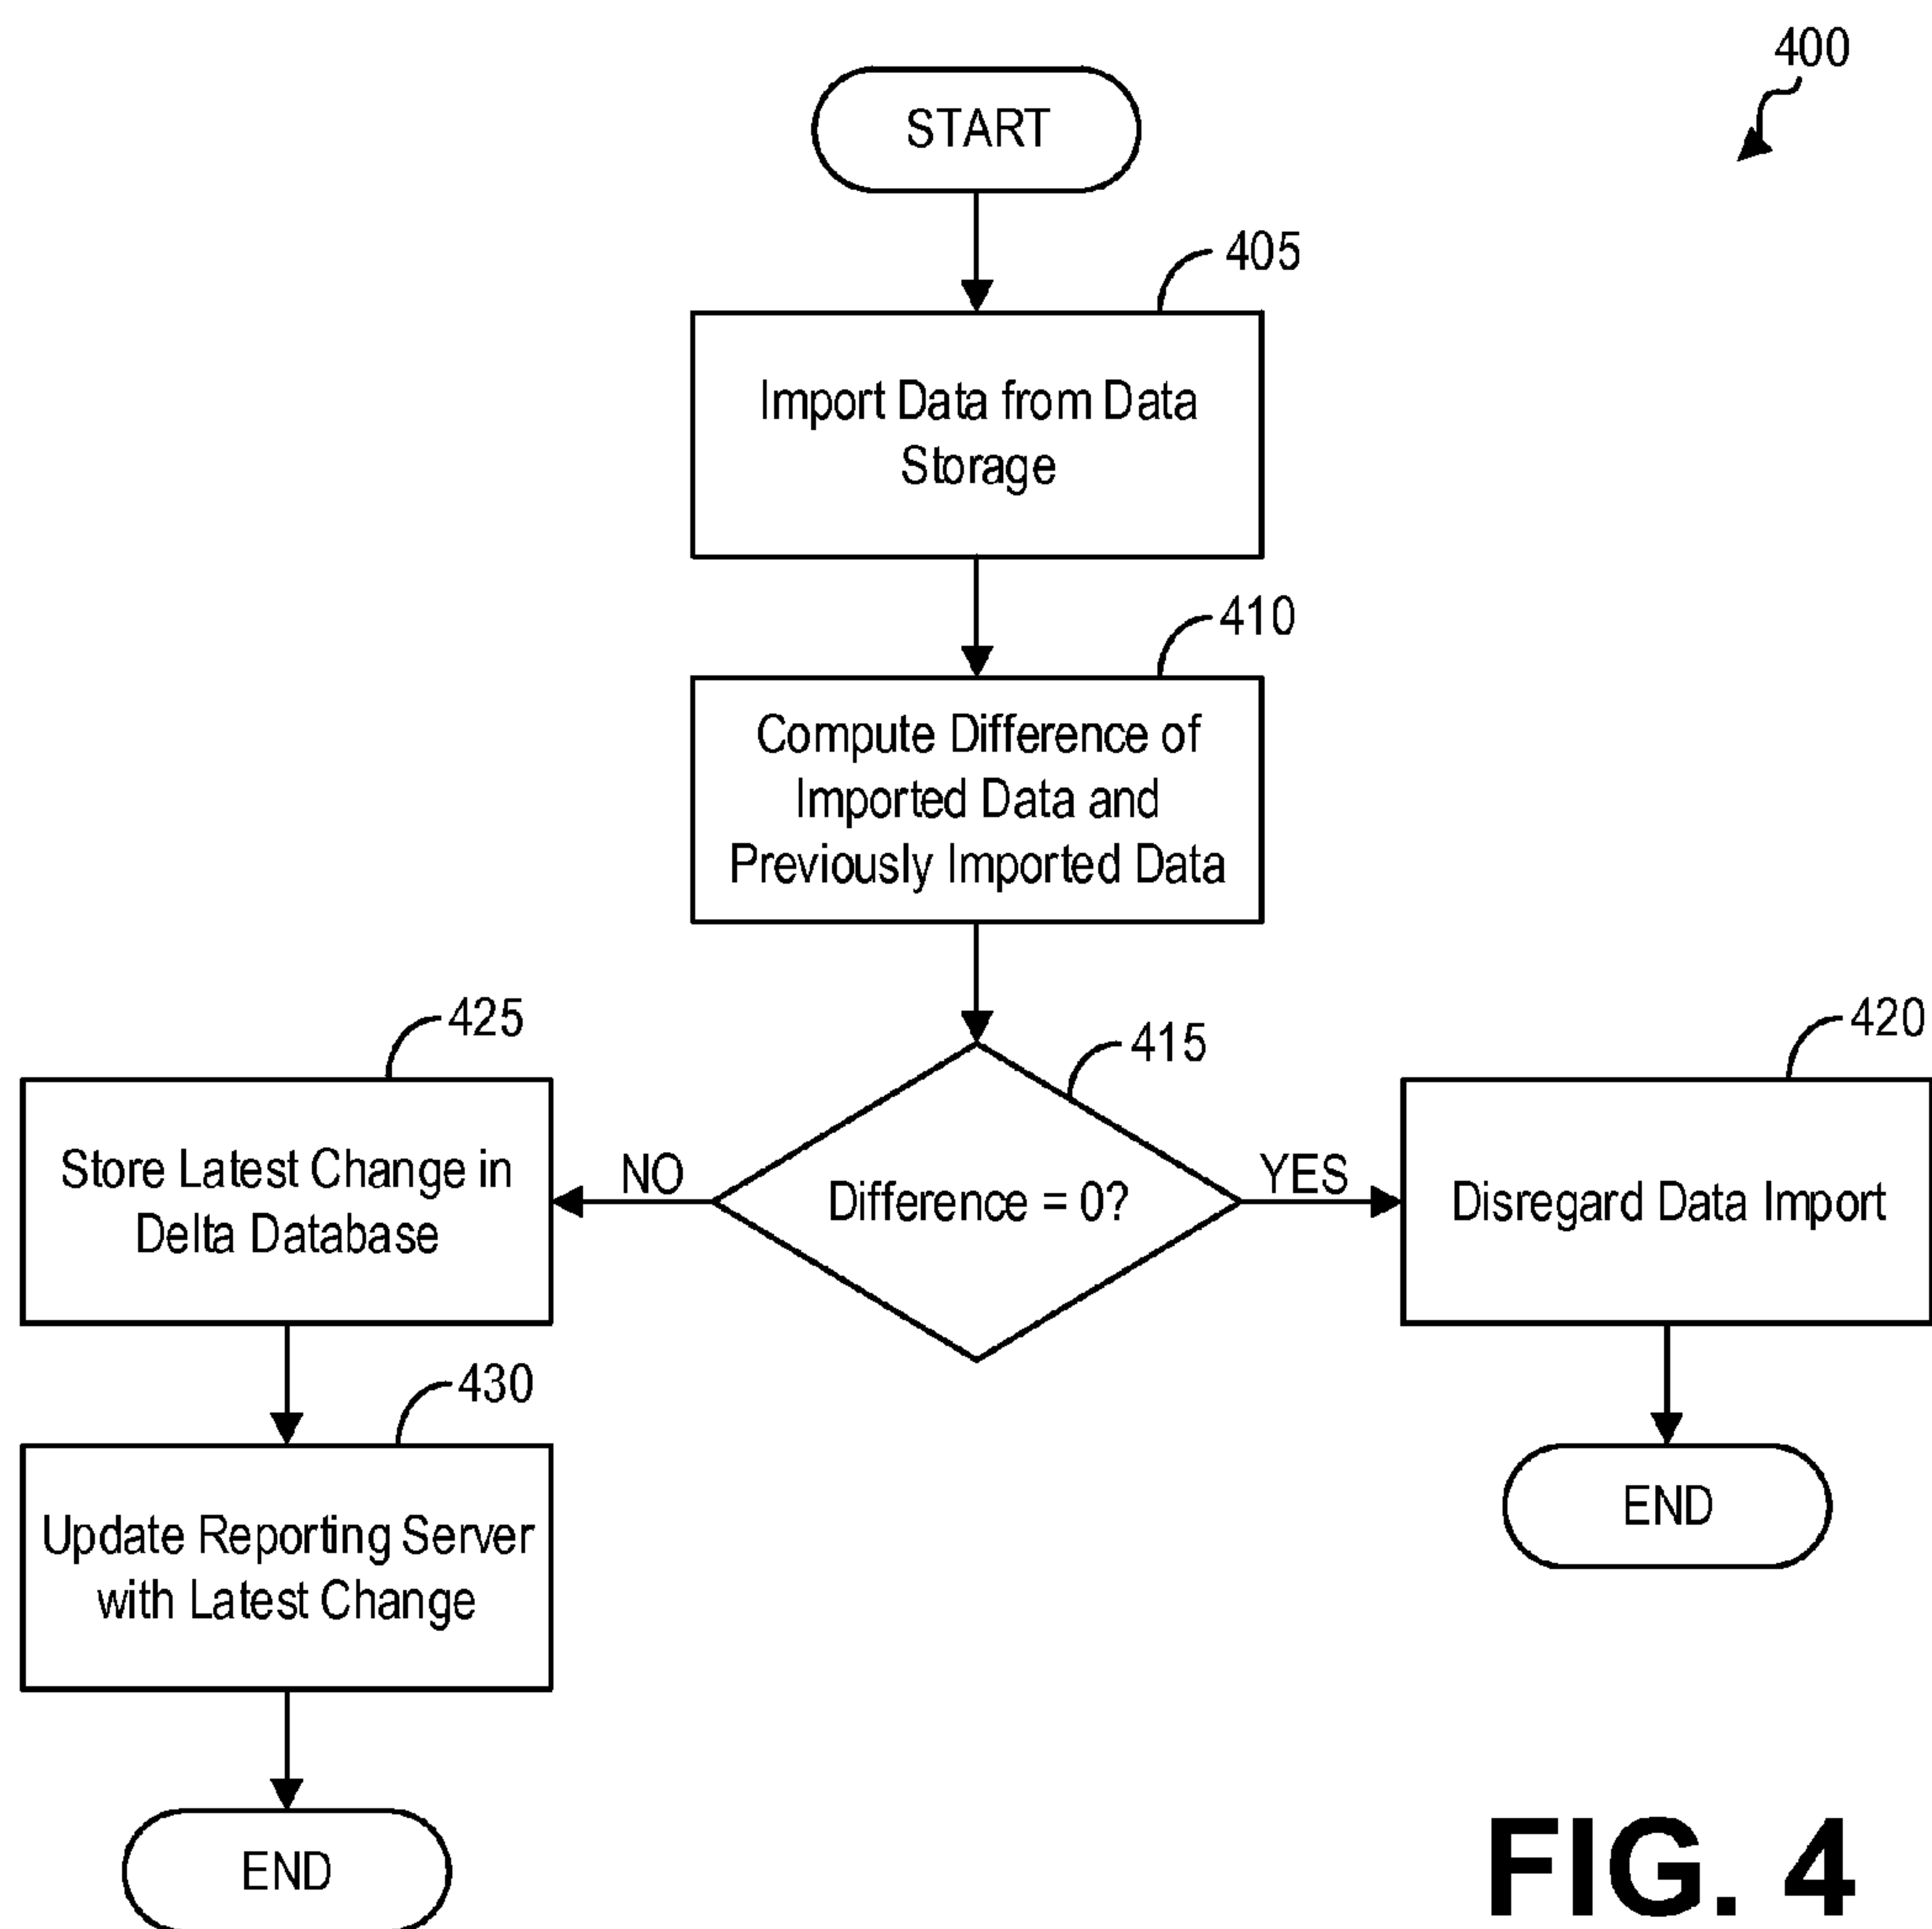 400
START
405
Import Data from Data
Storage
410
Compute Difference of
Imported Data and
Previously Imported Data
425
415
420
Store Latest Change in
Delta Database
NO
Difference = 0?
YES
Disregard Data Import
430
Update Reporting Server
with Latest Change
END
END
FIG. 4